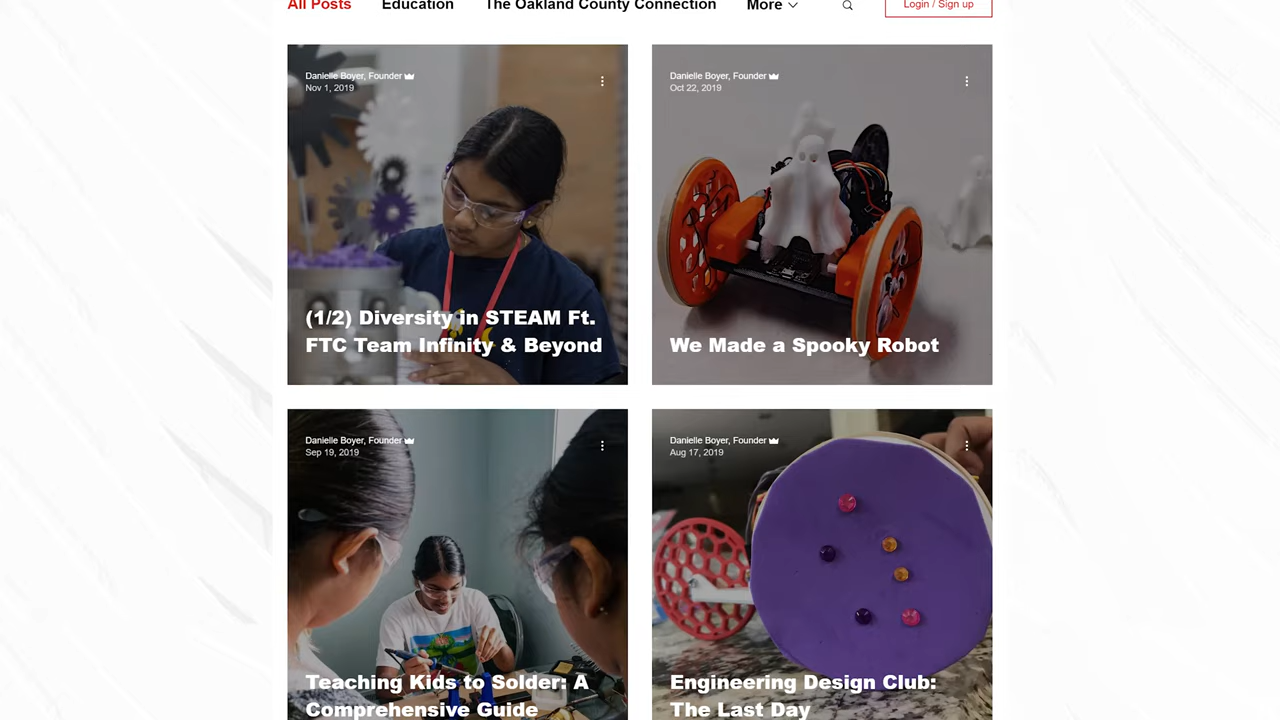 All Posts
Education
The Oakland County Connection
More
Login / Sign up
Danielle Boyer, Founder
Nov 1, 2019
(1/2) Diversity in STEAM Ft.
FTC Team Infinity & Beyond
Danielle Boyer, Founder
Oct 22, 2019
We Made a Spooky Robot
Danielle Boyer, Founder
Sep 19, 2019
Teaching Kids to Solder: A
Comprehensive Guide
Danielle Boyer, Founder
Aug 17, 2019
Engineering Design Club:
The Last Day